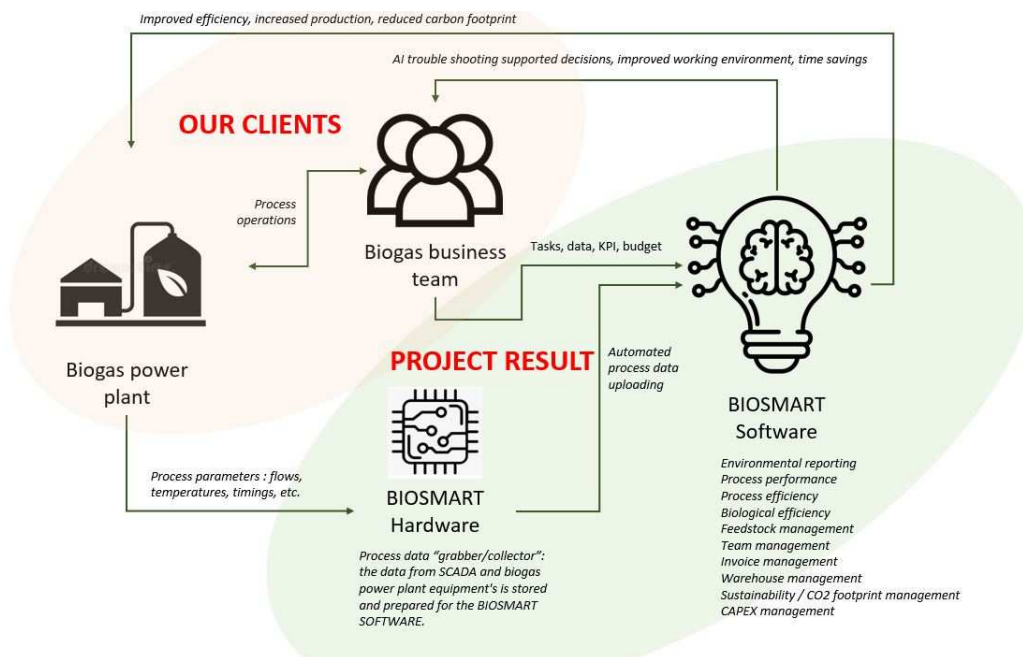 Improved efficiency, increased production, reduced carbon footprint
AI trouble shooting supported decisions, improved working environment, time savings
OUR CLIENTS
Process
operations
Biogas business
team
Tasks, data, KPI, budget
Biogas power
plant
PROJECT RESULT
Automated
process data
uploading
BIOSMART
Software
Process parameters : flows,
temperatures, timings, etc.
BIOSMART
Hardware
Process data “grabber/collector”:
the data from SCADA and biogas
power plant equipment's is stored
and prepared for the BIOSMART
SOFTWARE.
Environmental reporting
Process performance
Process efficiency
Biological efficiency
Feedstock management
Team management
Invoice management
Warehouse management
Sustainability / CO2 footprint management
CAPEX management